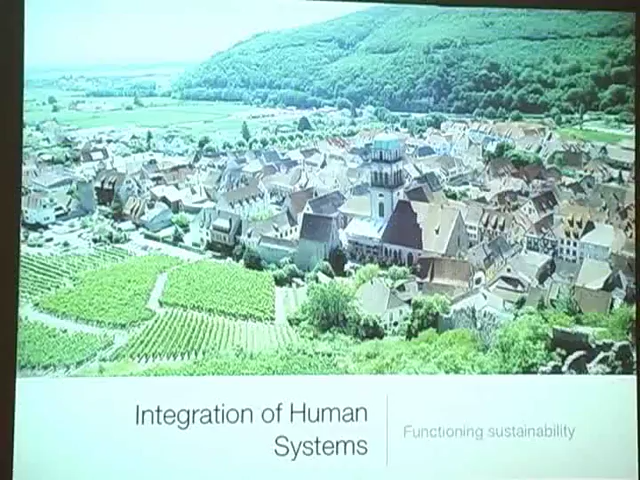 Integration of Human
Systems
Functioning sustainability